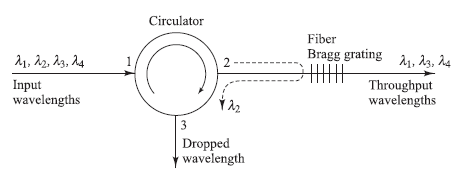 Circulator
Fiber
Bragg grating
λ1, λ2, λ3, λ4
1
2
λ1, λ3, λ4
Input
wavelengths
Throughput
wavelengths
λ2
3
Dropped
wavelength